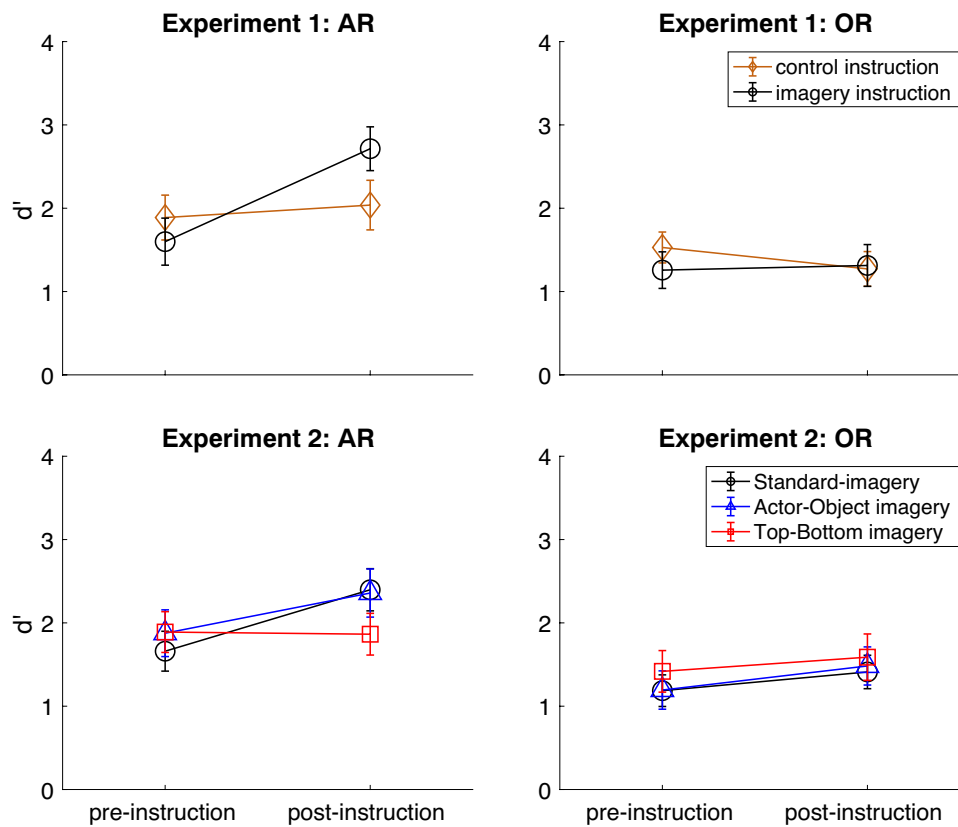 Experiment 1: AR
Experiment 1: OR
4
3
2
1
0
d'
4
3
2
1
0
control instruction
imagery instruction
Experiment 2: AR
Experiment 2: OR
4
3
2
1
0
d'
pre-instruction
post-instruction
4
3
2
1
0
Standard-imagery
Actor-Object imagery
Top-Bottom imagery
pre-instruction
post-instruction